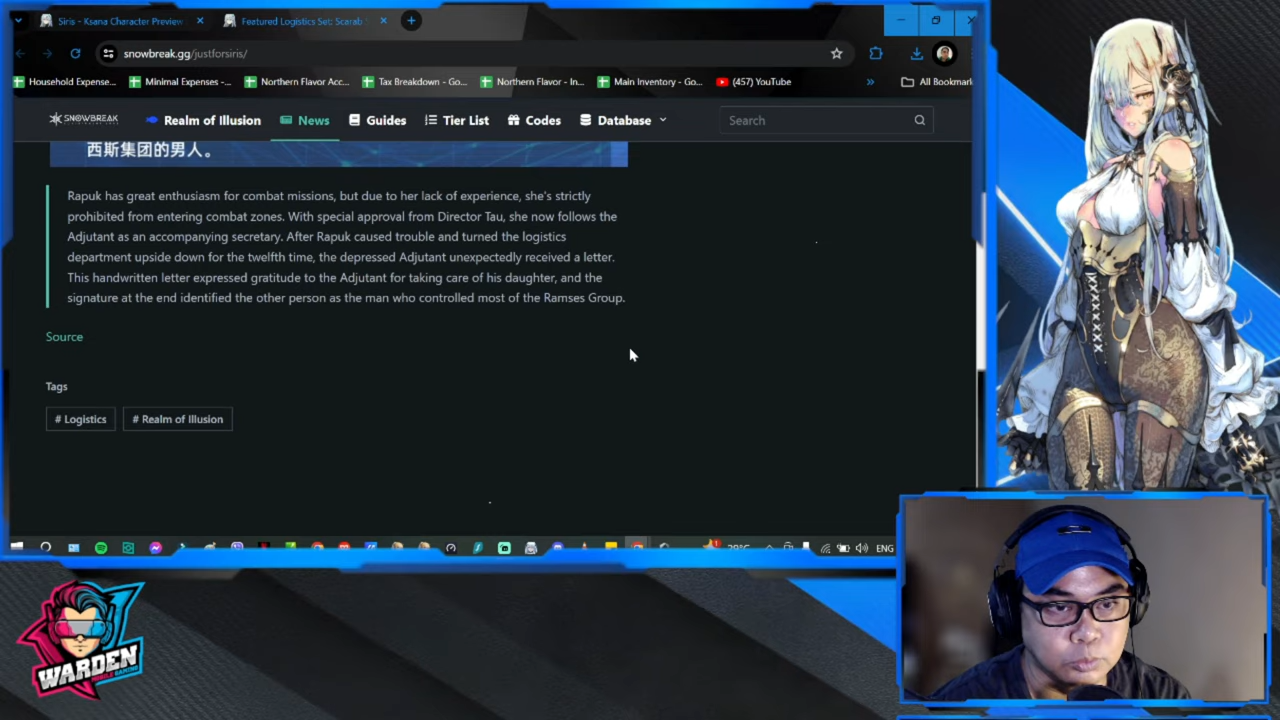 Siris - Ksana Character Preview
Featured Logistics Set: Scarab
snowbreak.gg/justforsiris/
Household Expense...
Minimal Expenses -...
Northern Flavor Acc...
Tax Breakdown - Go...
Northern Flavor - In...
Main Inventory - Goo...
(457) YouTube
»
All Bookmark
SNOWBREAK
Realm of Illusion
News
Guides
Tier List
Codes
Database
Search
西斯集团的男人。
Rapuk has great enthusiasm for combat missions, but due to her lack of experience, she's strictly
prohibited from entering combat zones. With special approval from Director Tau, she now follows the
Adjutant as an accompanying secretary. After Rapuk caused trouble and turned the logistics
department upside down for the twelfth time, the depressed Adjutant unexpectedly received a letter.
This handwritten letter expressed gratitude to the Adjutant for taking care of his daughter, and the
signature at the end identified the other person as the man who controlled most of the Ramses Group.
Source
Tags
# Logistics
# Realm of Illusion
ENG
WARDEN
MOBILE GAMING